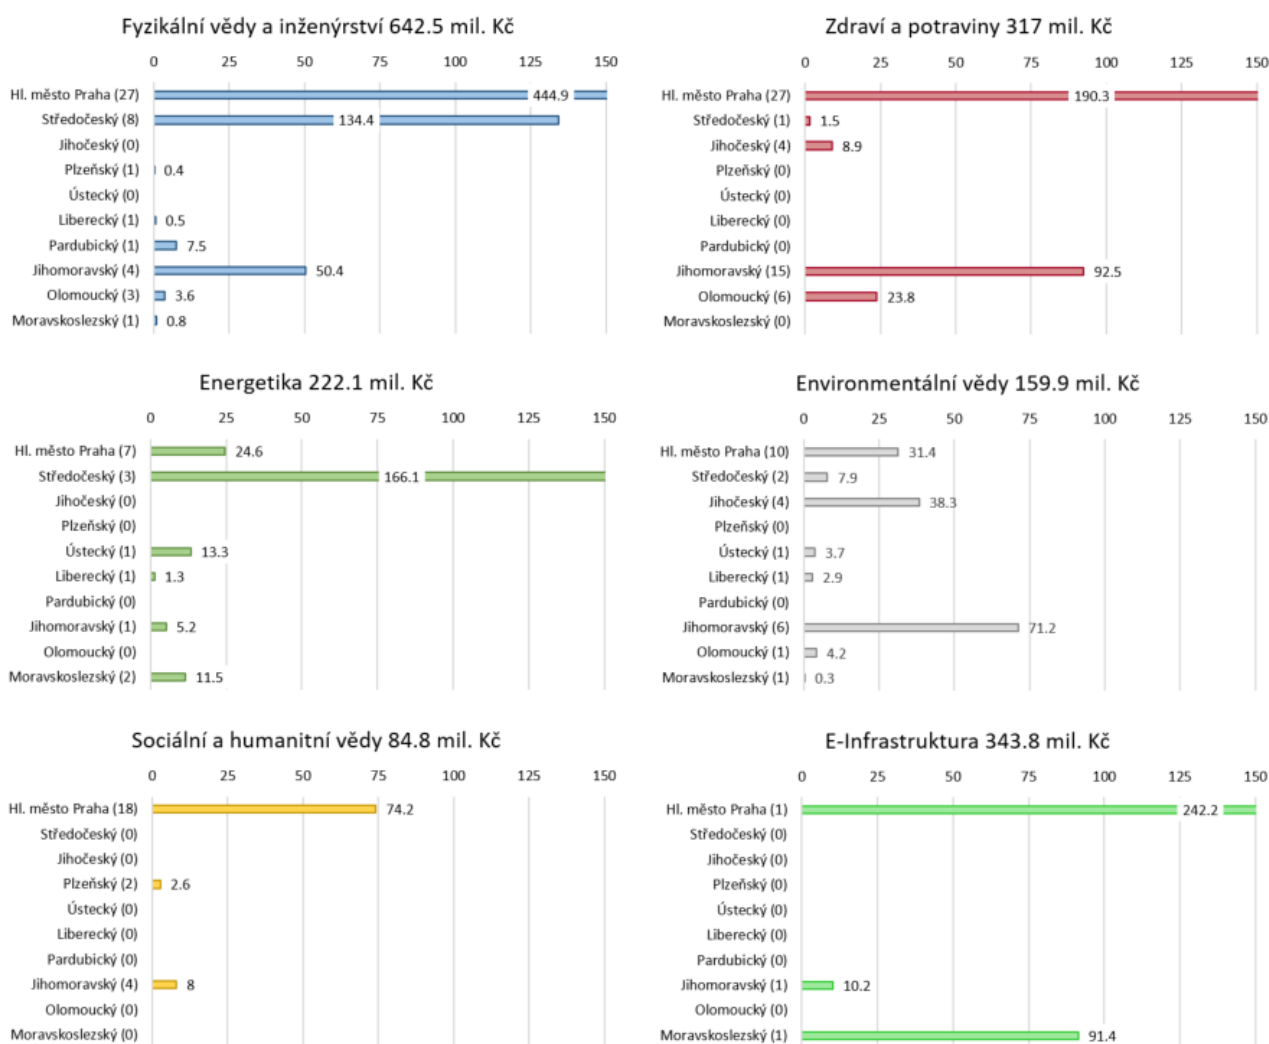 Fyzikální vědy a inženýrství 642.5 mil. Kč
0 25 50 75 100 125 150
Hl. město Praha (27) 444.9
Středočeský (8) 134.4
Jihočeský (0)
Plzeňský (1) 0.4
Ústecký (0)
Liberecký (1) 0.5
Pardubický (1) 7.5
Jihomoravský (4) 50.4
Olomoucký (3) 3.6
Moravskoslezský (1) 0.8
Zdraví a potraviny 317 mil. Kč
0 25 50 75 100 125 150
Hl. město Praha (27) 190.3
Středočeský (1) 1.5
Jihočeský (4) 8.9
Plzeňský (0)
Ústecký (0)
Liberecký (0)
Pardubický (0)
Jihomoravský (15) 92.5
Olomoucký (6) 23.8
Moravskoslezský (0)
Energetika 222.1 mil. Kč
0 25 50 75 100 125 150
Hl. město Praha (7) 24.6
Středočeský (3) 166.1
Jihočeský (0)
Plzeňský (0)
Ústecký (1) 13.3
Liberecký (1) 1.3
Pardubický (0)
Jihomoravský (1) 5.2
Olomoucký (0)
Moravskoslezský (2) 11.5
Environmentální vědy 159.9 mil. Kč
0 25 50 75 100 125 150
Hl. město Praha (10) 31.4
Středočeský (2) 7.9
Jihočeský (4) 38.3
Plzeňský (0)
Ústecký (1) 3.7
Liberecký (1) 2.9
Pardubický (0)
Jihomoravský (6) 71.2
Olomoucký (1) 4.2
Moravskoslezský (1) 0.3
Sociální a humanitní vědy 84.8 mil. Kč
0 25 50 75 100 125 150
Hl. město Praha (18) 74.2
Středočeský (0)
Jihočeský (0)
Plzeňský (2) 2.6
Ústecký (0)
Liberecký (0)
Pardubický (0)
Jihomoravský (4) 8
Olomoucký (0)
Moravskoslezský (0)
E-Infrastruktura 343.8 mil. Kč
0 25 50 75 100 125 150
Hl. město Praha (1) 242.2
Středočeský (0)
Jihočeský (0)
Plzeňský (0)
Ústecký (0)
Liberecký (0)
Pardubický (0)
Jihomoravský (1) 10.2
Olomoucký (0)
Moravskoslezský (1) 91.4